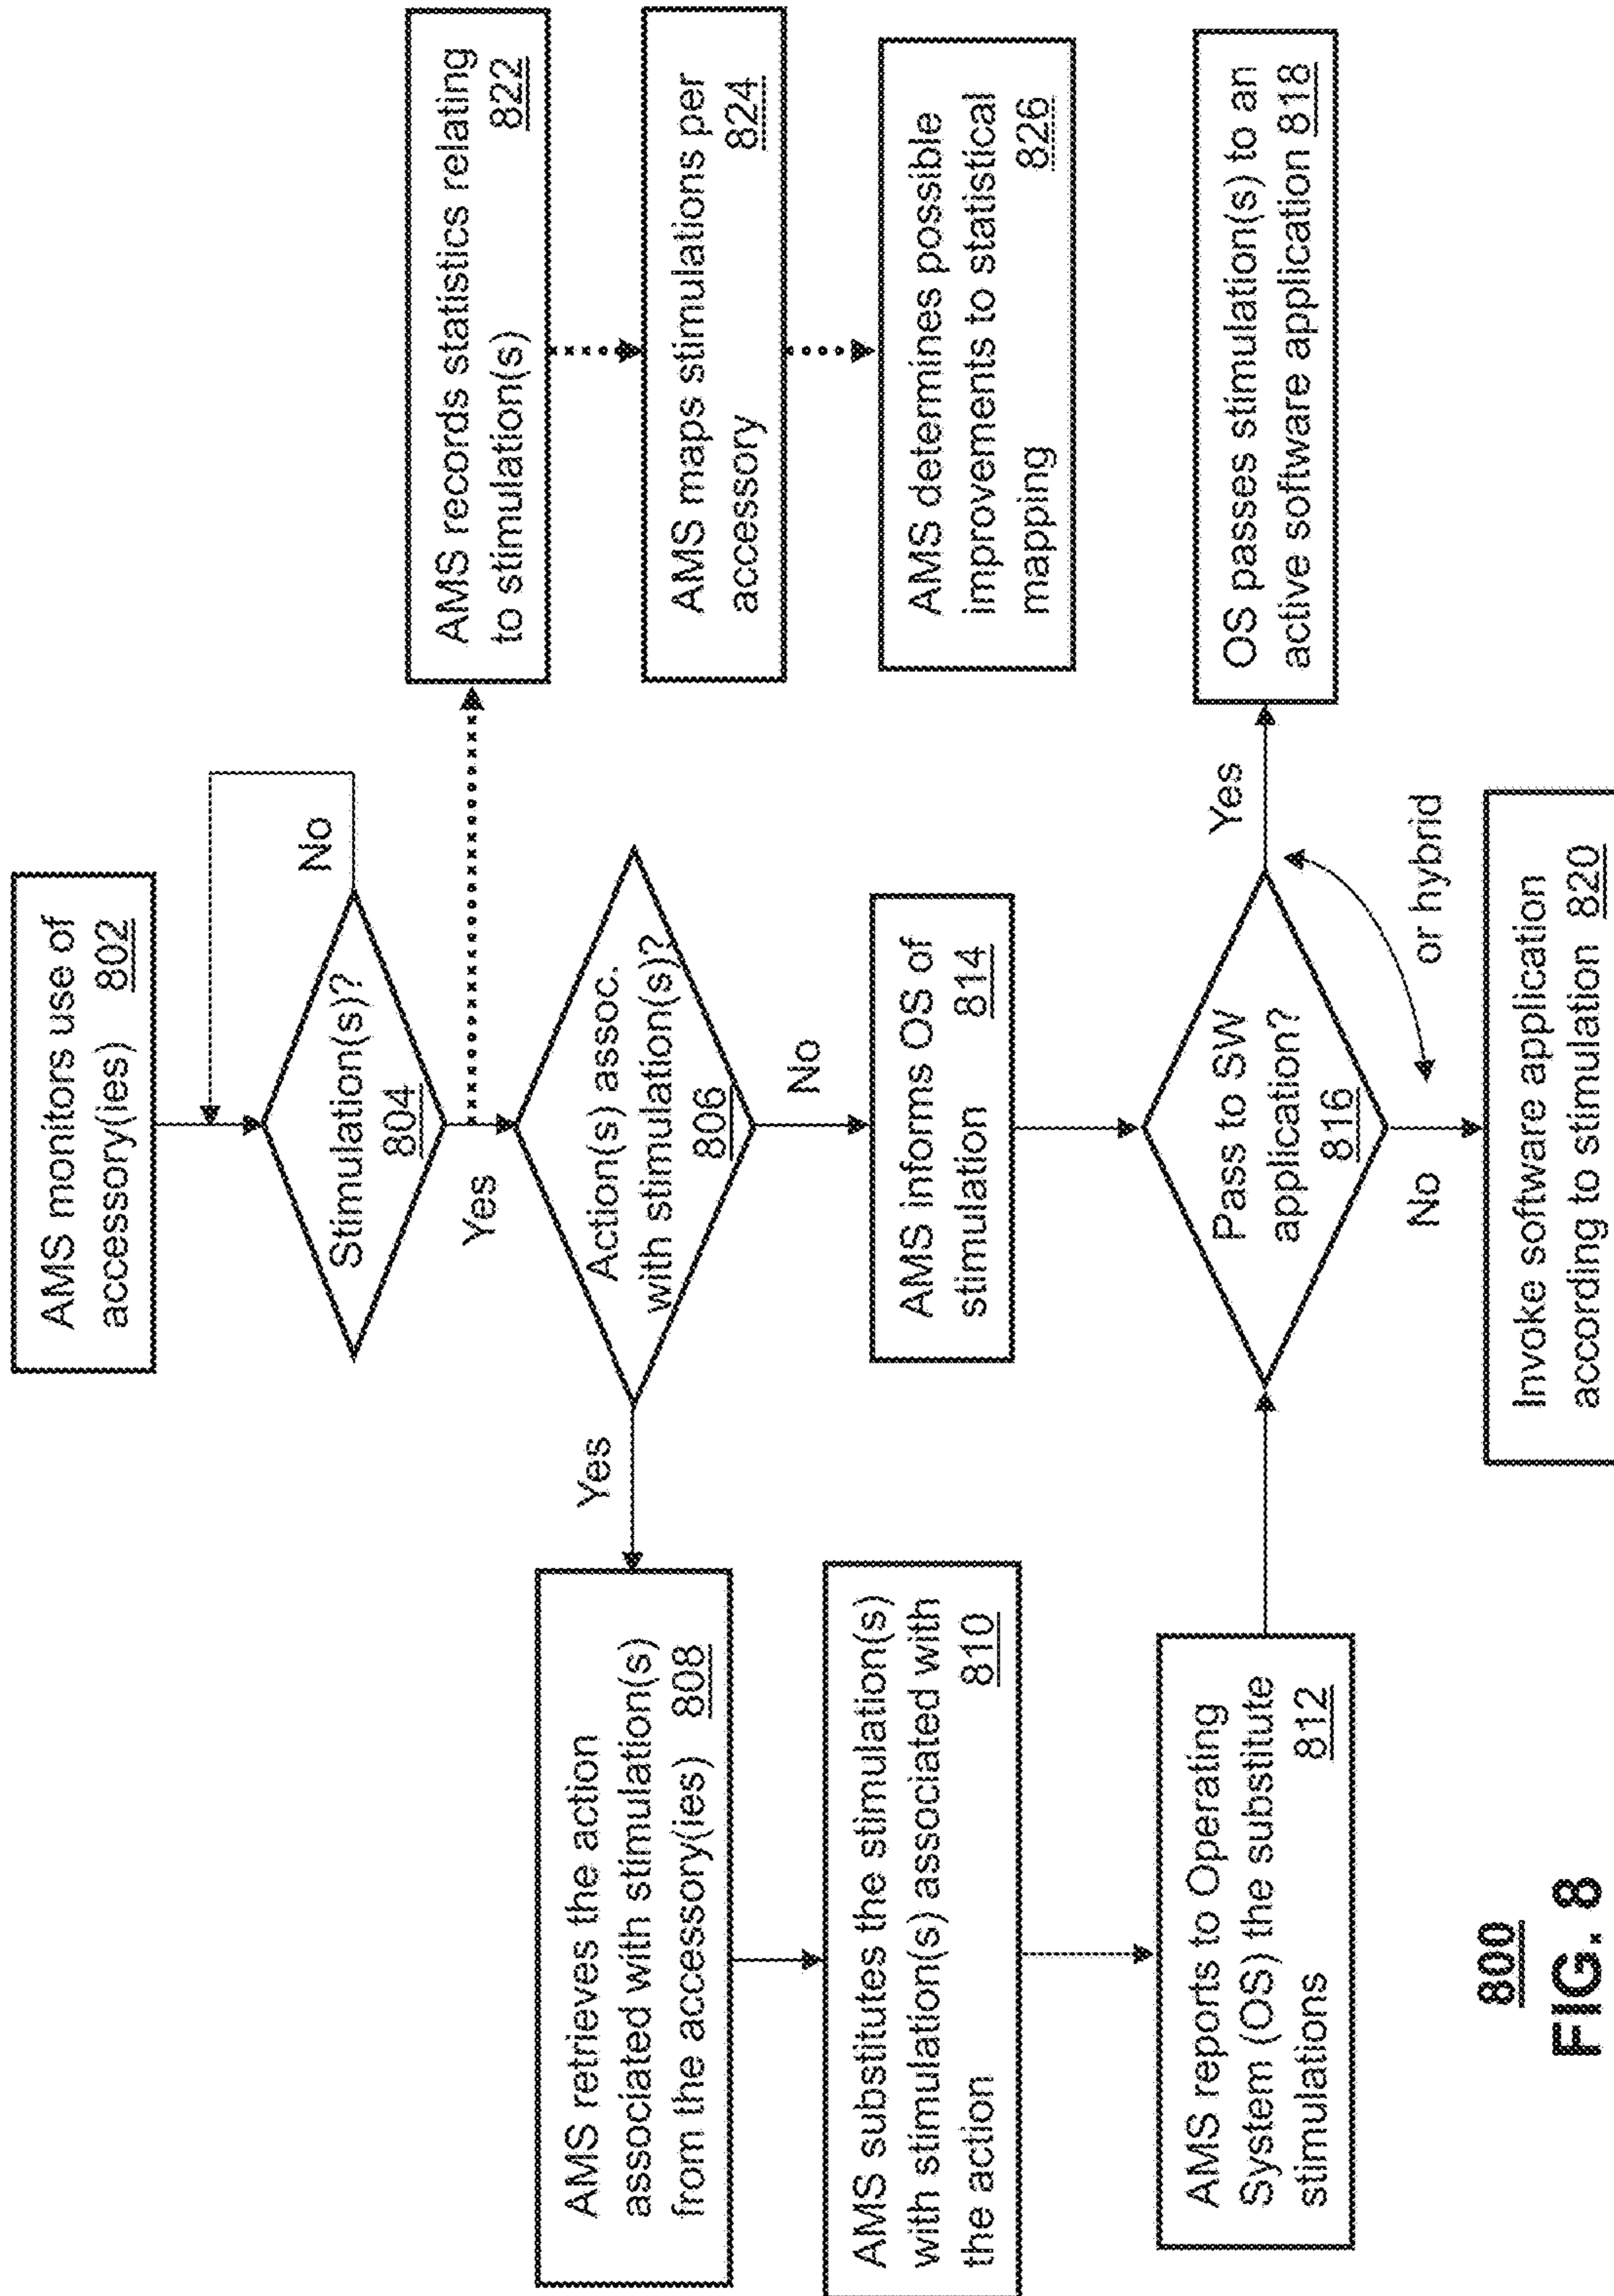 AMS monitors use of
accessory(ies) 802
Stimulation(s)?
804
No
Yes
AMS records statistics relating
to stimulation(s) 822
AMS maps stimulations per
accessory 824
AMS determines possible
improvements to statistical
mapping 826
Action(s) assoc.
with stimulation(s)?
806
Yes
No
AMS retrieves the action
associated with stimulation(s)
from the accessory(ies) 808
AMS substitutes the stimulation(s)
with stimulation(s) associated with
the action 810
AMS reports to Operating
System (OS) the substitute
stimulations 812
AMS informs OS of
stimulation 814
Pass to SW
application?
816
Yes
OS passes stimulation(s) to an
active software application 818
or hybrid
No
Invoke software application
according to stimulation 820
800
FIG. 8